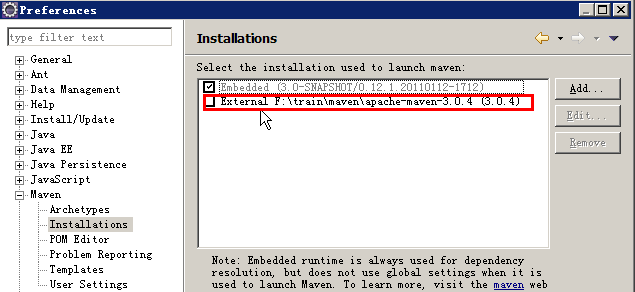 Preferences
type filter text
General
Ant
Data Management
Help
Install/Update
Java
Java EE
Java Persistence
JavaScript
Maven
Archetypes
Installations
POM Editor
Problem Reporting
Templates
User Settings
Installations
Select the installation used to launch maven:
Embedded (3.0-SNAPSHOT/0.12.1.20110112-1712)
External F:\train\maven\apache-maven-3.0.4 (3.0.4)
Add...
Edit...
Remove
Note: Embedded runtime is always used for dependency
resolution, but does not use global settings when it is
used to launch Maven. To learn more, visit the maven web